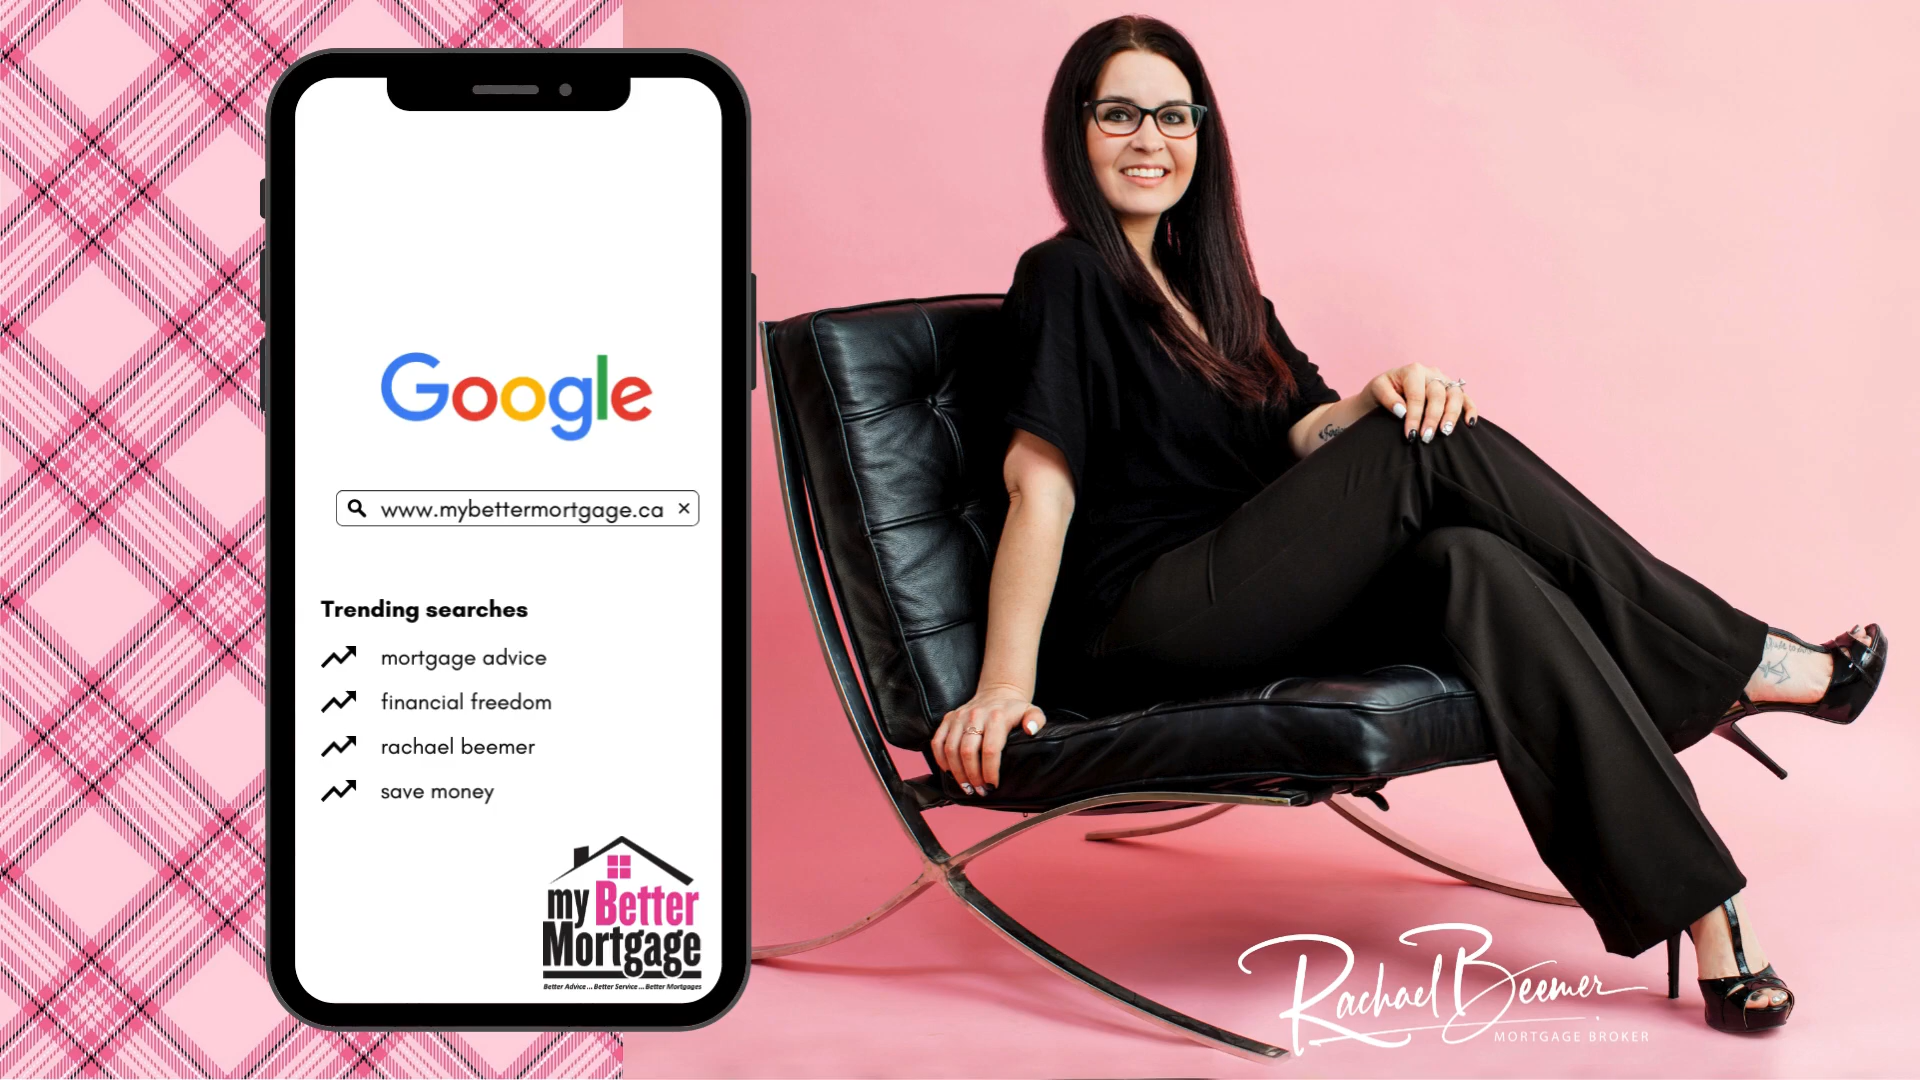 Google
www.mybettermortgage.ca
Trending searches
mortgage advice
financial freedom
rachael beemer
save money
my Better
Mortgage
Better Advice... Better Service... Better Mortgages
Rachael Beemer
MORTGAGE BROKER